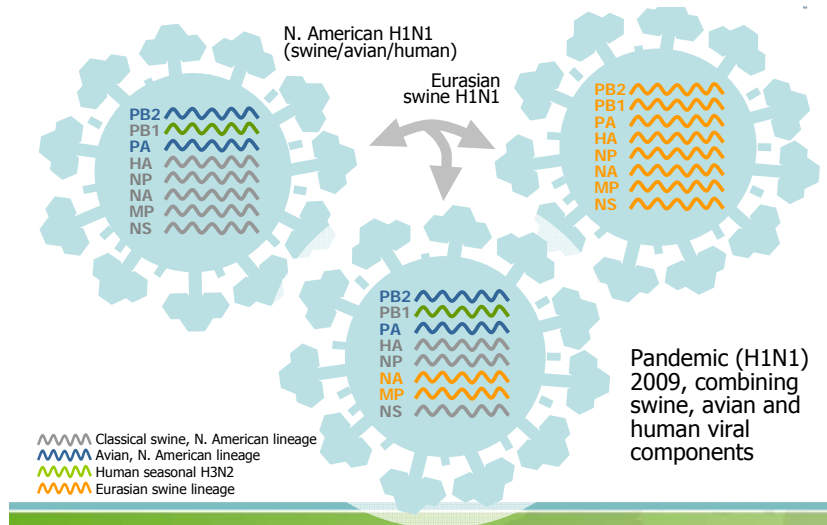 N. American H1N1
(swine/avian/human)
Eurasian
swine H1N1
PB2
PB1
PA
HA
NP
NA
MP
NS
PB2
PB1
PA
HA
NP
NA
MP
NS
PB2
PB1
PA
HA
NP
NA
MP
NS
Pandemic (H1N1)
2009, combining
swine, avian and
human viral
components
Classical swine, N. American lineage
Avian, N. American lineage
Human seasonal H3N2
Eurasian swine lineage